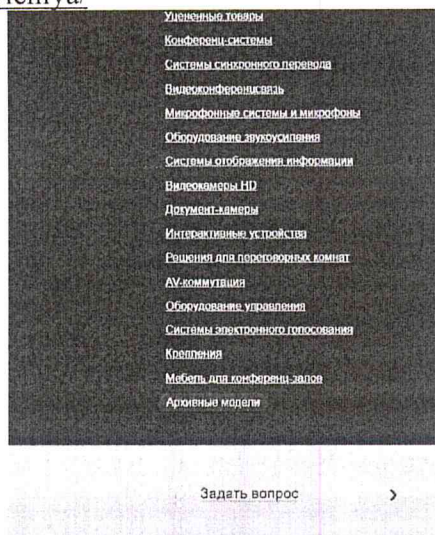 Уцененные товары
Конференц-системы
Системы синхронного перевода
Видеоконференцсвязь
Микрофонные системы и микрофоны
Оборудование звукоусиления
Системы отображения информации
Видеокамеры HD
Документ-камеры
Интерактивные устройства
Решения для переговорных комнат
AV-коммутация
Оборудование управления
Системы электронного голосования
Крепления
Мебель для конференц-залов
Архивные модели
Задать вопрос